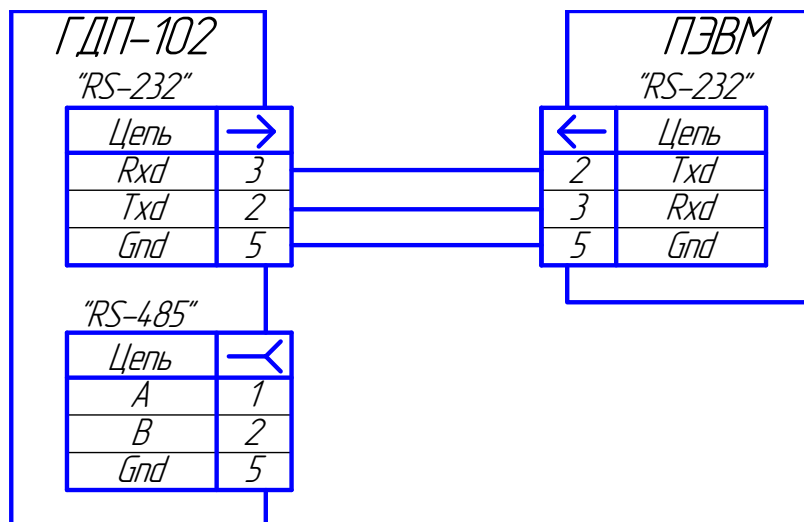 ГДП-102
"RS-232"
Цепь
Rxd 3
Txd 2
Gnd 5
"RS-485"
Цепь
A 1
B 2
Gnd 5
ПЭВМ
"RS-232"
Цепь
2 Txd
3 Rxd
5 Gnd